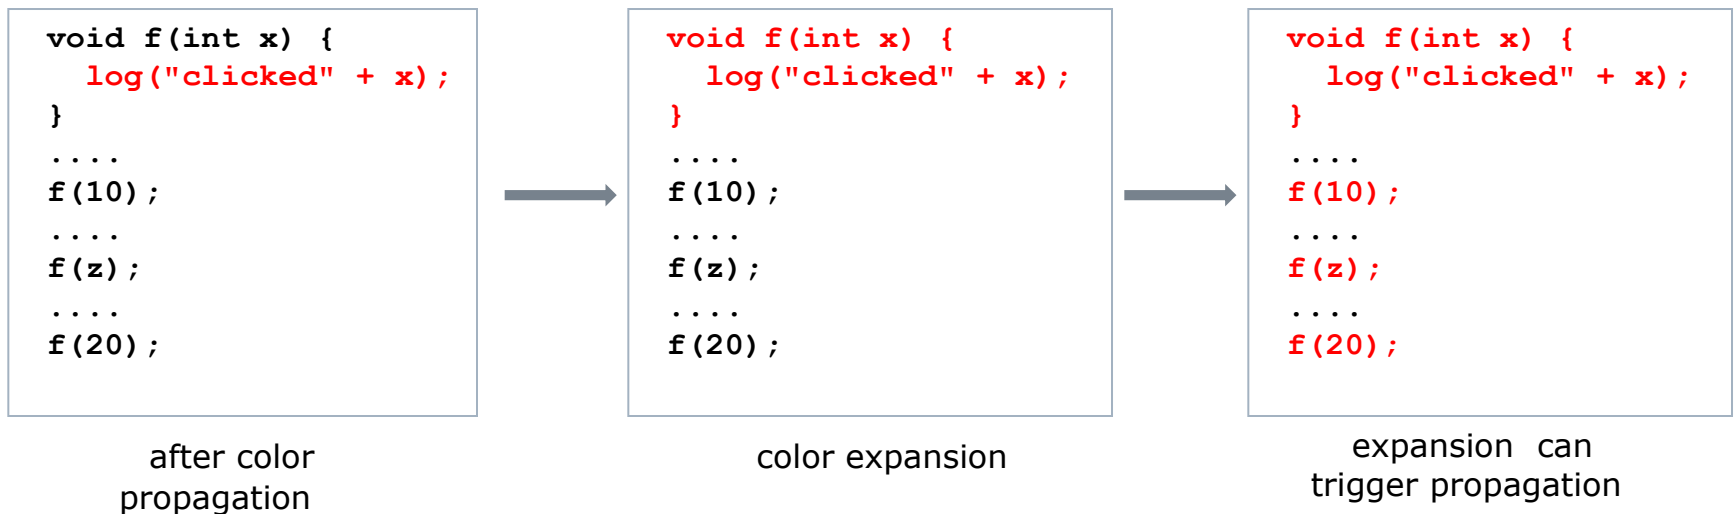 void f(int x) {
  log("clicked" + x);
}
....
f(10);
....
f(z);
....
f(20);
after color
propagation
void f(int x) {
  log("clicked" + x);
}
....
f(10);
....
f(z);
....
f(20);
color expansion
void f(int x) {
  log("clicked" + x);
}
....
f(10);
....
f(z);
....
f(20);
expansion can
trigger propagation